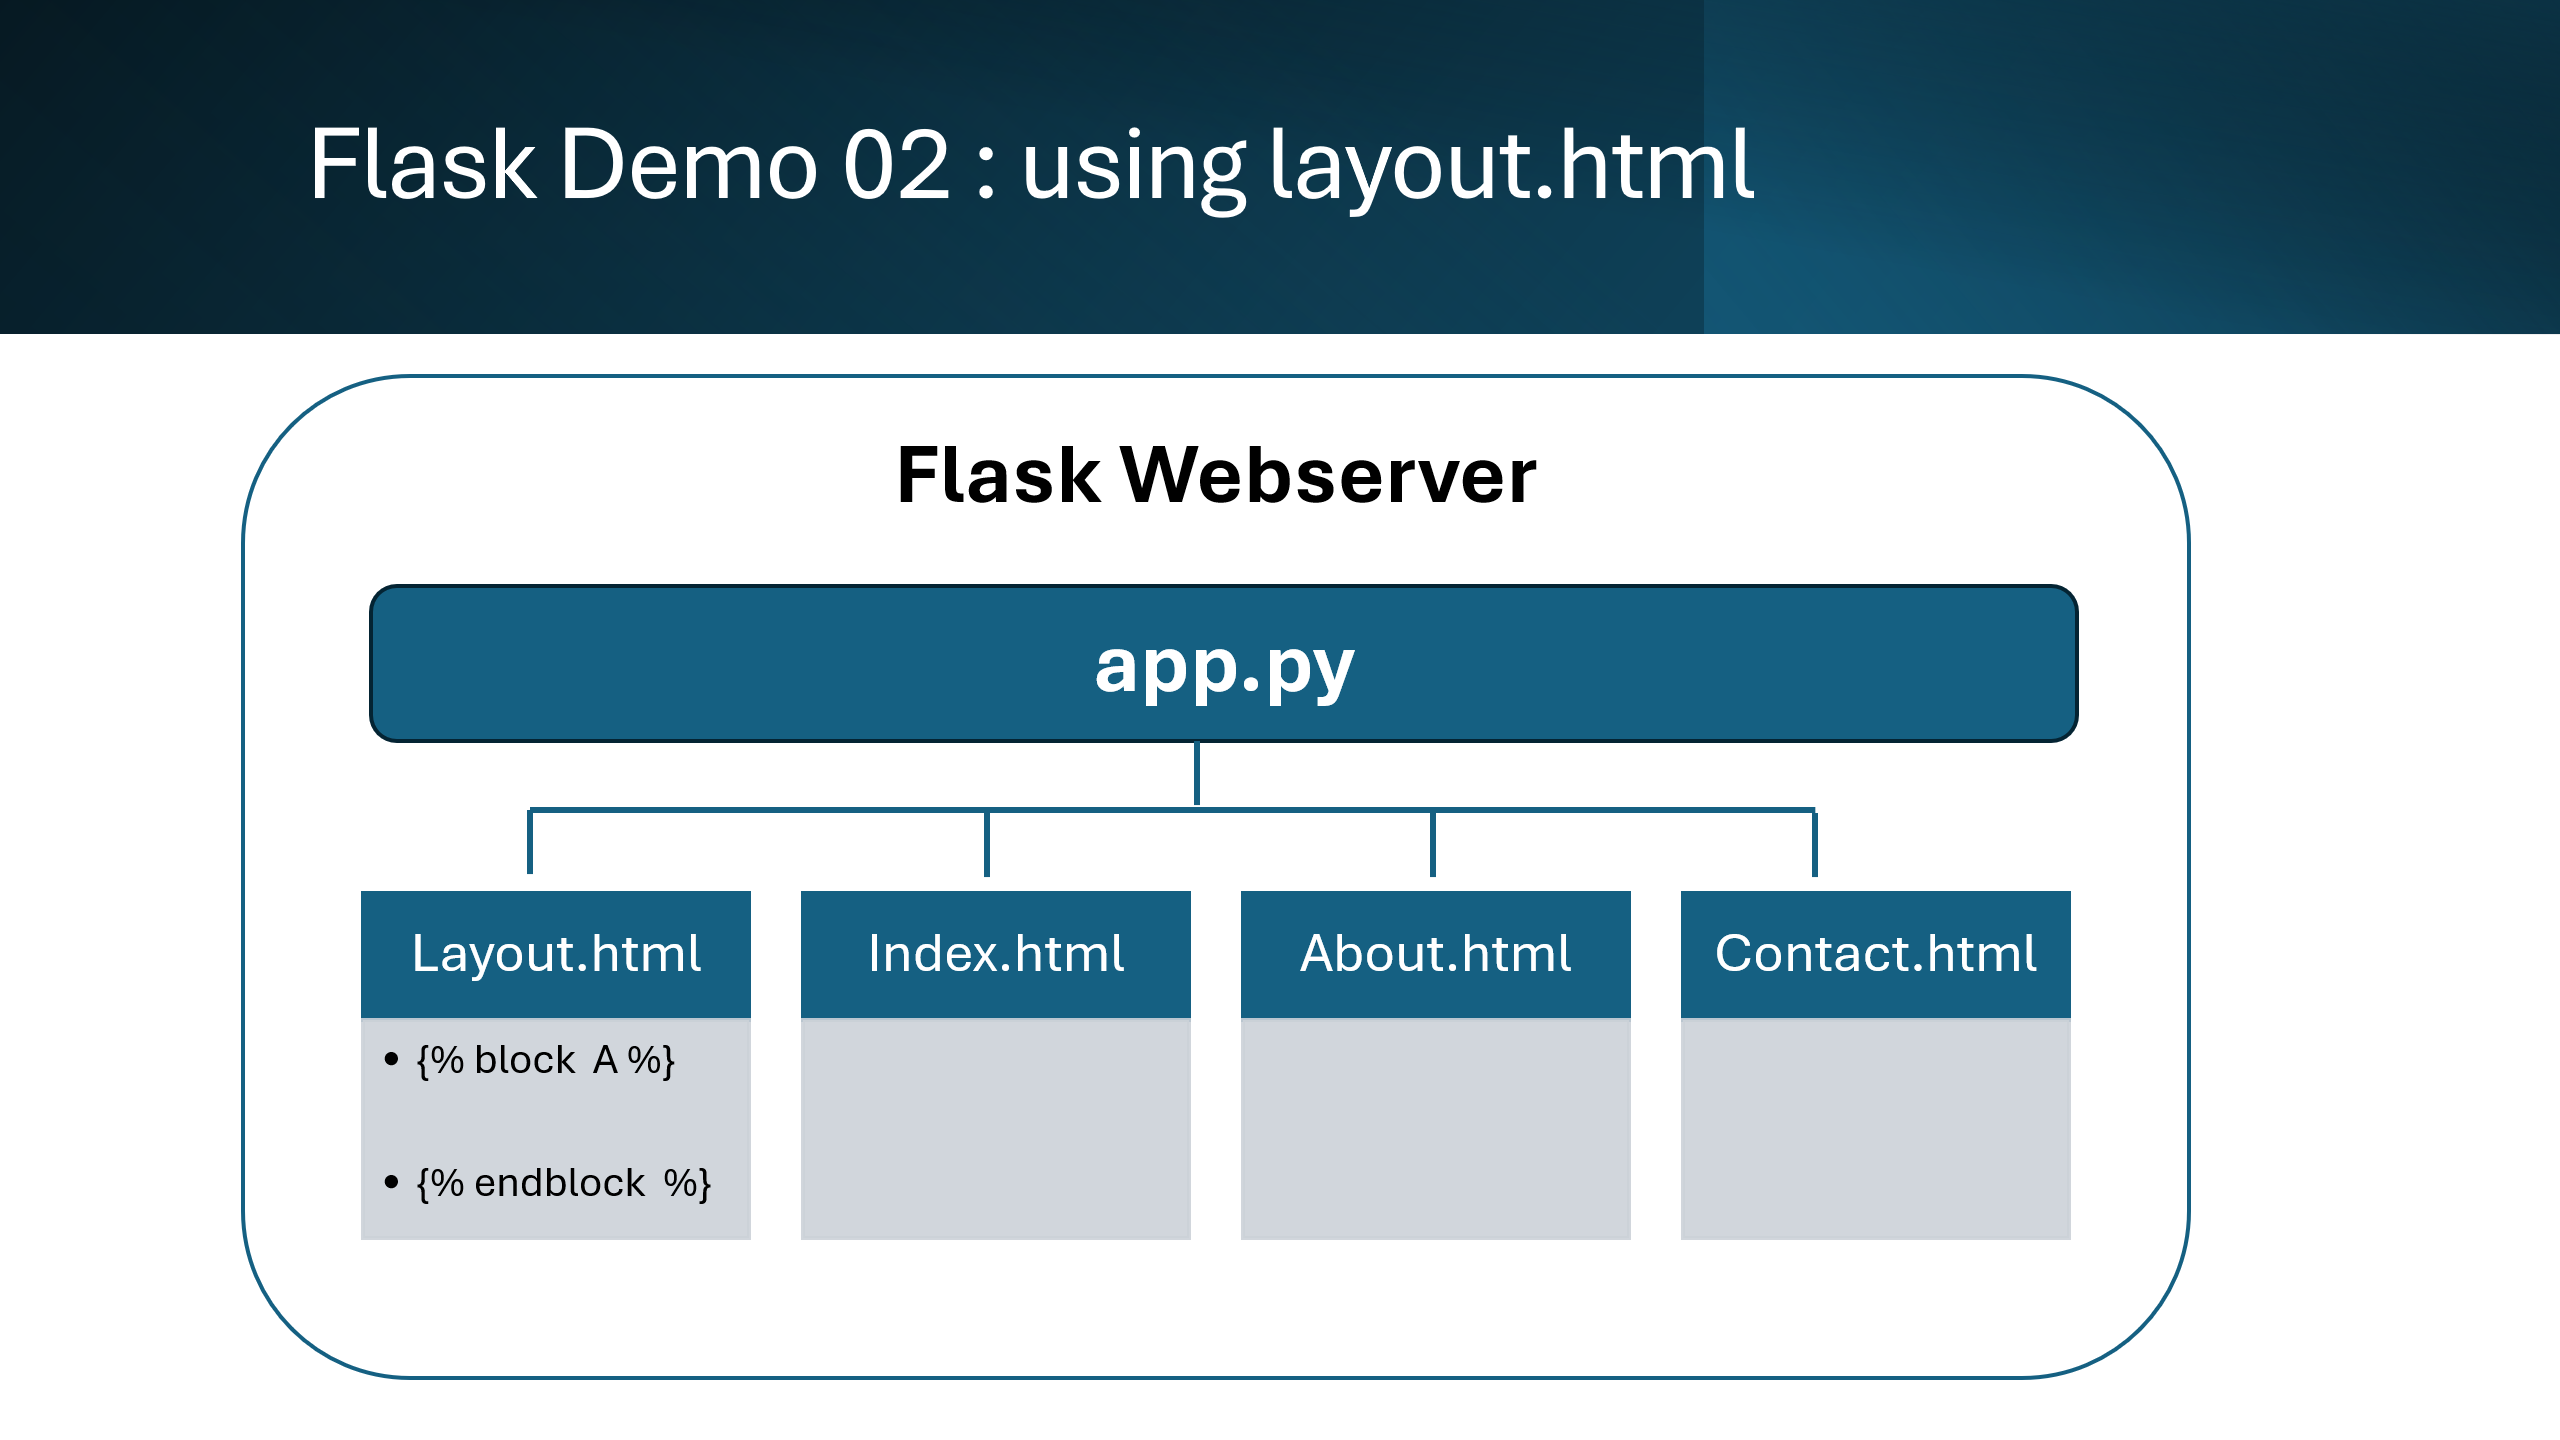 Flask Demo 02 : using layout.html
Flask Webserver
app.py
Layout.html
• {% block  A %}
• {% endblock  %}
Index.html
About.html
Contact.html